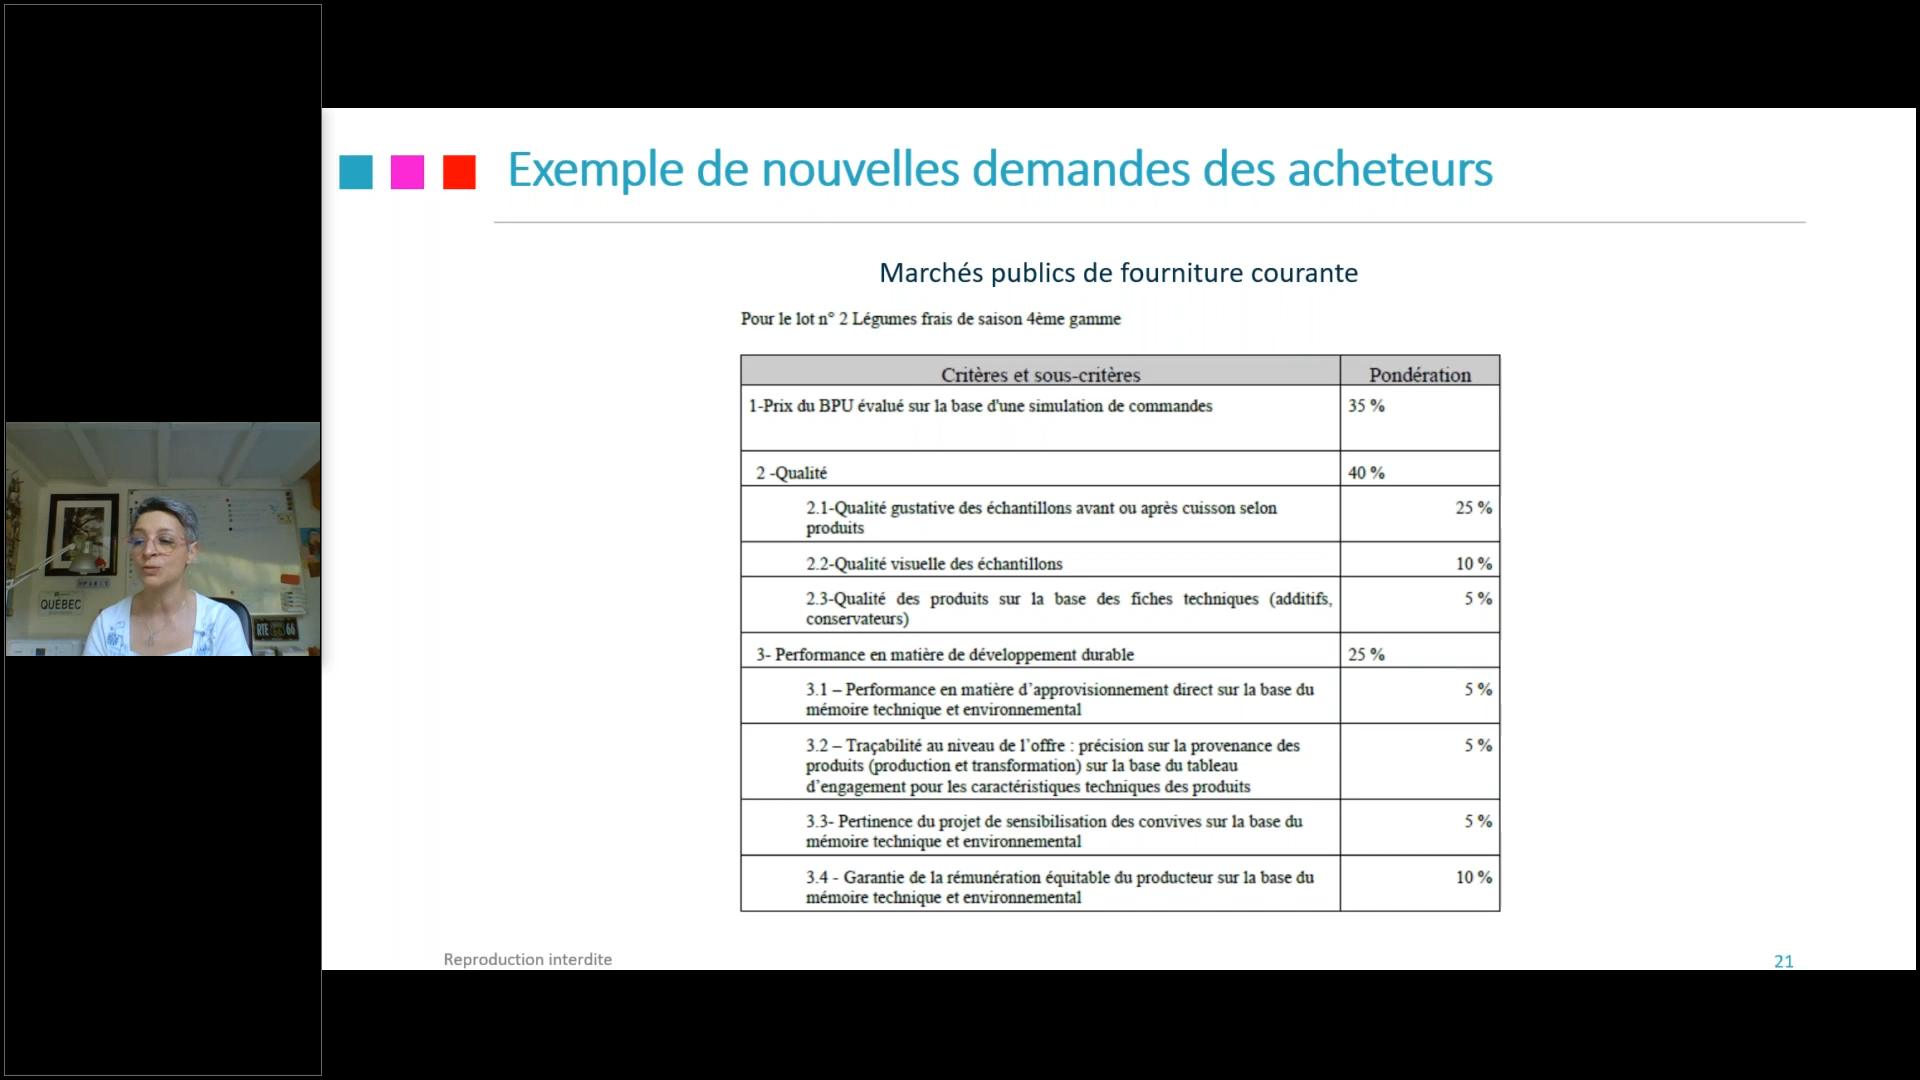 Exemple de nouvelles demandes des acheteurs
Marchés publics de fourniture courante
Pour le lot n° 2 Légumes frais de saison 4ème gamme
Critères et sous-critères
Pondération
1-Prix du BPU évalué sur la base d'une simulation de commandes
35 %
2 -Qualité
40 %
2.1-Qualité gustative des échantillons avant ou après cuisson selon
produits
25 %
2.2-Qualité visuelle des échantillons
10 %
2.3-Qualité des produits sur la base des fiches techniques (additifs,
conservateurs)
5 %
3- Performance en matière de développement durable
25 %
3.1 – Performance en matière d’approvisionnement direct sur la base du
mémoire technique et environnemental
5 %
3.2 – Traçabilité au niveau de l’offre : précision sur la provenance des
produits (production et transformation) sur la base du tableau
d’engagement pour les caractéristiques techniques des produits
5 %
3.3- Pertinence du projet de sensibilisation des convives sur la base du
mémoire technique et environnemental
5 %
3.4 - Garantie de la rémunération équitable du producteur sur la base du
mémoire technique et environnemental
10 %
Reproduction interdite
21
QUÉBEC
RTE 66